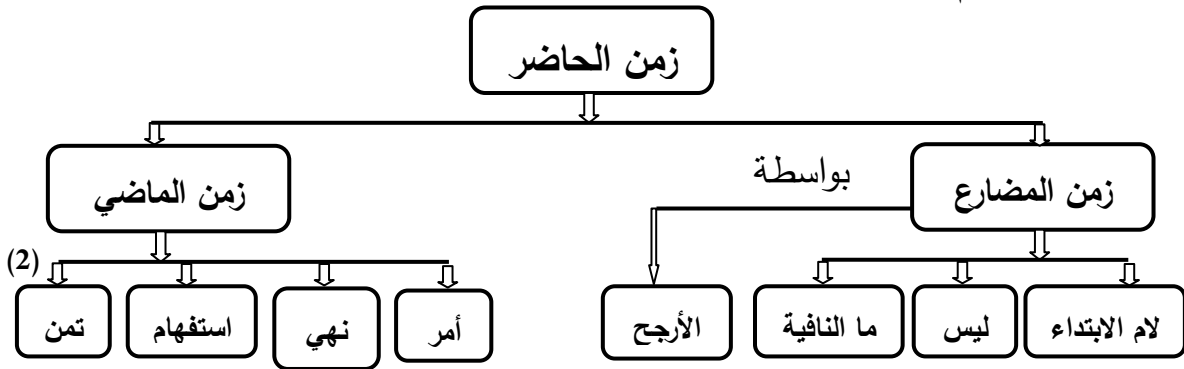 زمن الحاضر
زمن المضارع
زمن الماضي
بواسطة
(2)
لام الابتداء
ليس
ما النافية
الأرجح
أمر
نهي
استفهام
تمن